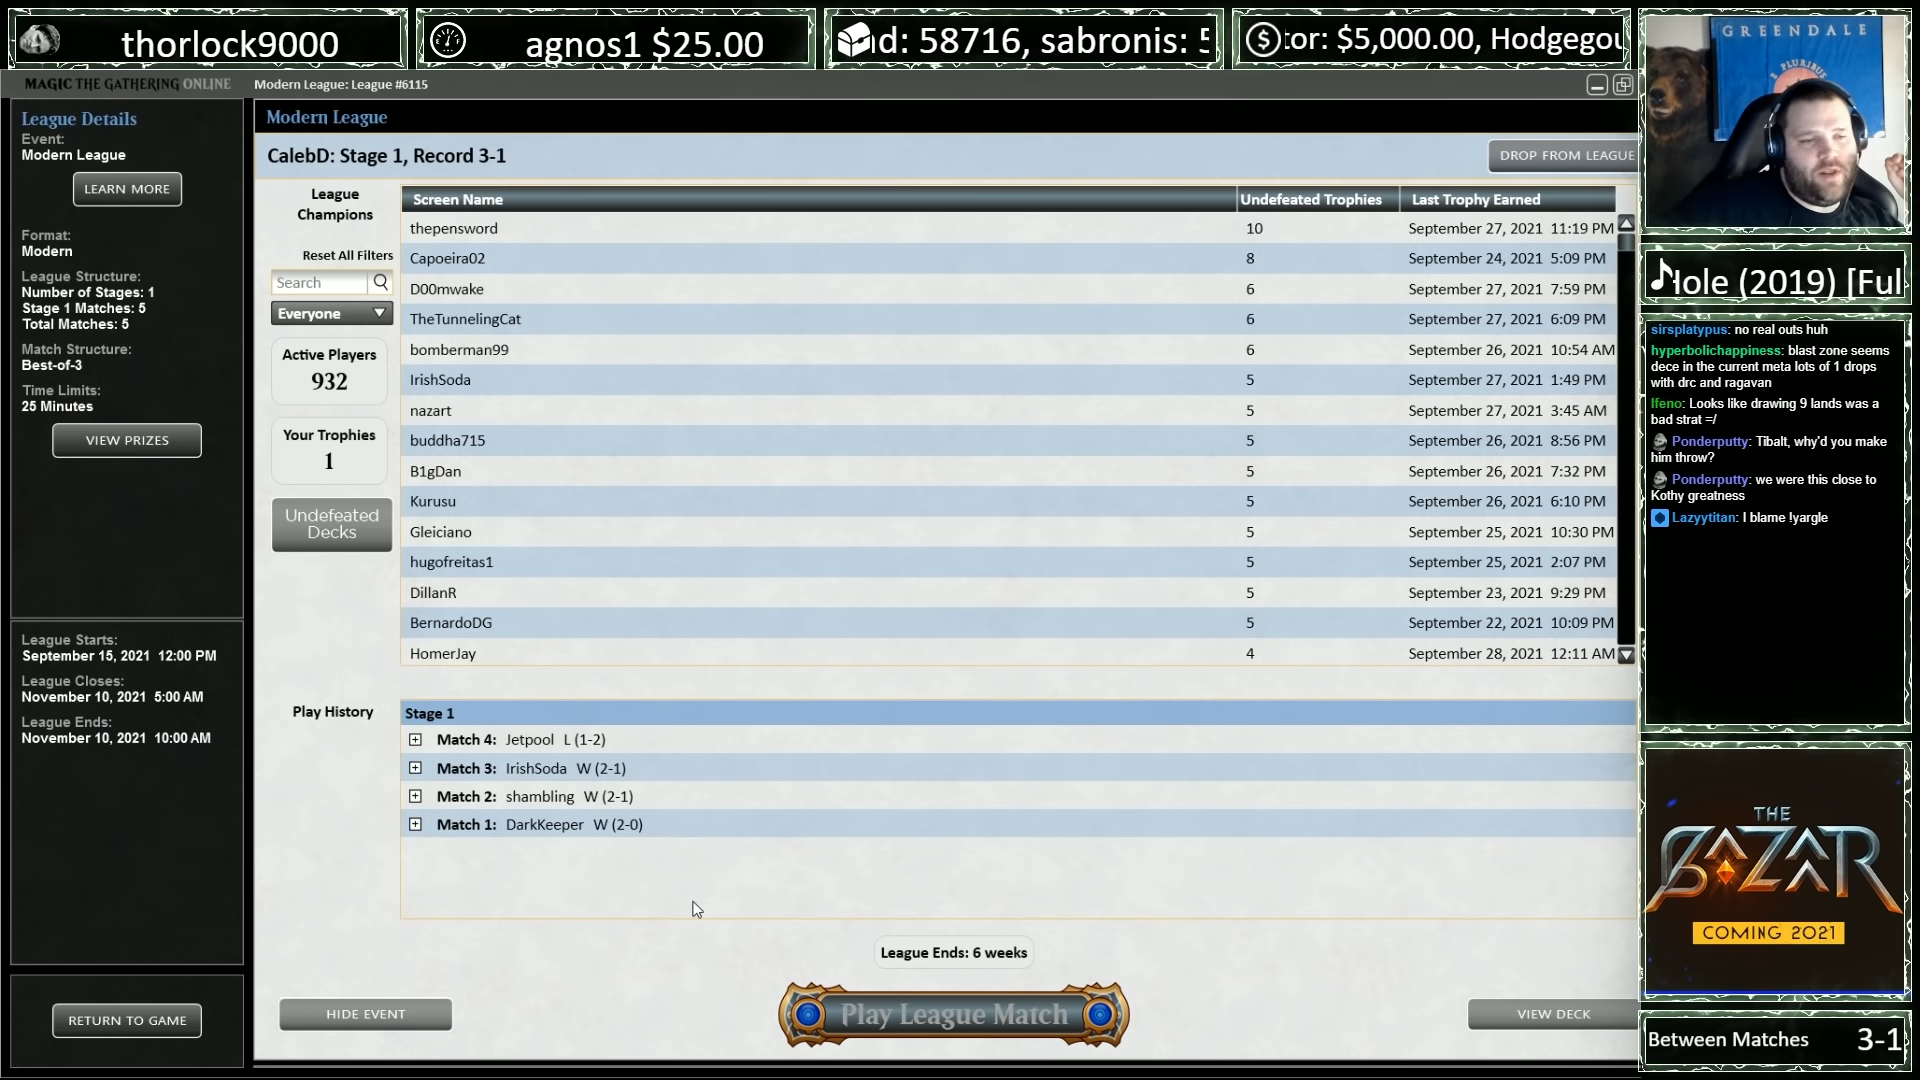 thorlock9000
agnos1 $25.00
d: 58716, sabronis: 5
tor: $5,000.00, Hodgegou
GREENDALE
E PLURIBUS
MAGIC THE GATHERING ONLINE
Modern League: League #6115
League Details
Event:
Modern League
LEARN MORE
Format:
Modern
League Structure:
Number of Stages: 1
Stage 1 Matches: 5
Total Matches: 5
Match Structure:
Best-of-3
Time Limits:
25 Minutes
VIEW PRIZES
League Starts:
September 15, 2021 12:00 PM
League Closes:
November 10, 2021 5:00 AM
League Ends:
November 10, 2021 10:00 AM
RETURN TO GAME
Modern League
CalebD: Stage 1, Record 3-1
DROP FROM LEAGUE
League
Champions
Reset All Filters
Search
Everyone
Active Players
932
Your Trophies
1
Undefeated
Decks
Screen Name Undefeated Trophies Last Trophy Earned
thepensword 10 September 27, 2021 11:19 PM
Capoeira02 8 September 24, 2021 5:09 PM
D00mwake 6 September 27, 2021 7:59 PM
TheTunnelingCat 6 September 27, 2021 6:09 PM
bomberman99 6 September 26, 2021 10:54 AM
IrishSoda 5 September 27, 2021 1:49 PM
nazart 5 September 27, 2021 3:45 AM
buddha715 5 September 26, 2021 8:56 PM
B1gDan 5 September 26, 2021 7:32 PM
Kurusu 5 September 26, 2021 6:10 PM
Gleiciano 5 September 25, 2021 10:30 PM
hugofreitas1 5 September 25, 2021 2:07 PM
DillanR 5 September 23, 2021 9:29 PM
BernardoDG 5 September 22, 2021 10:09 PM
HomerJay 4 September 28, 2021 12:11 AM
Play History
Stage 1
Match 4: Jetpool L (1-2)
Match 3: IrishSoda W (2-1)
Match 2: shambling W (2-1)
Match 1: DarkKeeper W (2-0)
League Ends: 6 weeks
HIDE EVENT
Play League Match
VIEW DECK
Hole (2019) [Ful
sirsplatypus: no real outs huh
hyperbolichappiness: blast zone seems
dece in the current meta lots of 1 drops
with drc and ragavan
lfeno: Looks like drawing 9 lands was a
bad strat =/
Ponderputty: Tibalt, why'd you make
him throw?
Ponderputty: we were this close to
Kothy greatness
Lazyytitan: I blame !yargle
THE
BAZAAR
COMING 2021
Between Matches 3-1